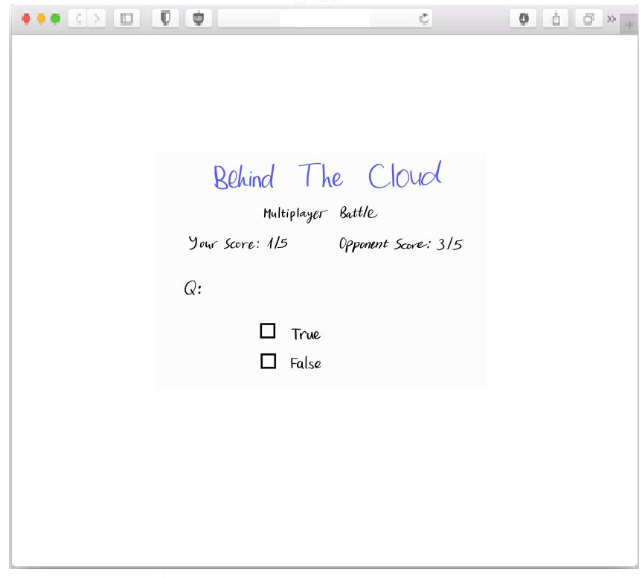 Behind The Cloud
Multiplayer Battle
Your Score: 1/5 Opponent Score: 3/5
Q:
True
False